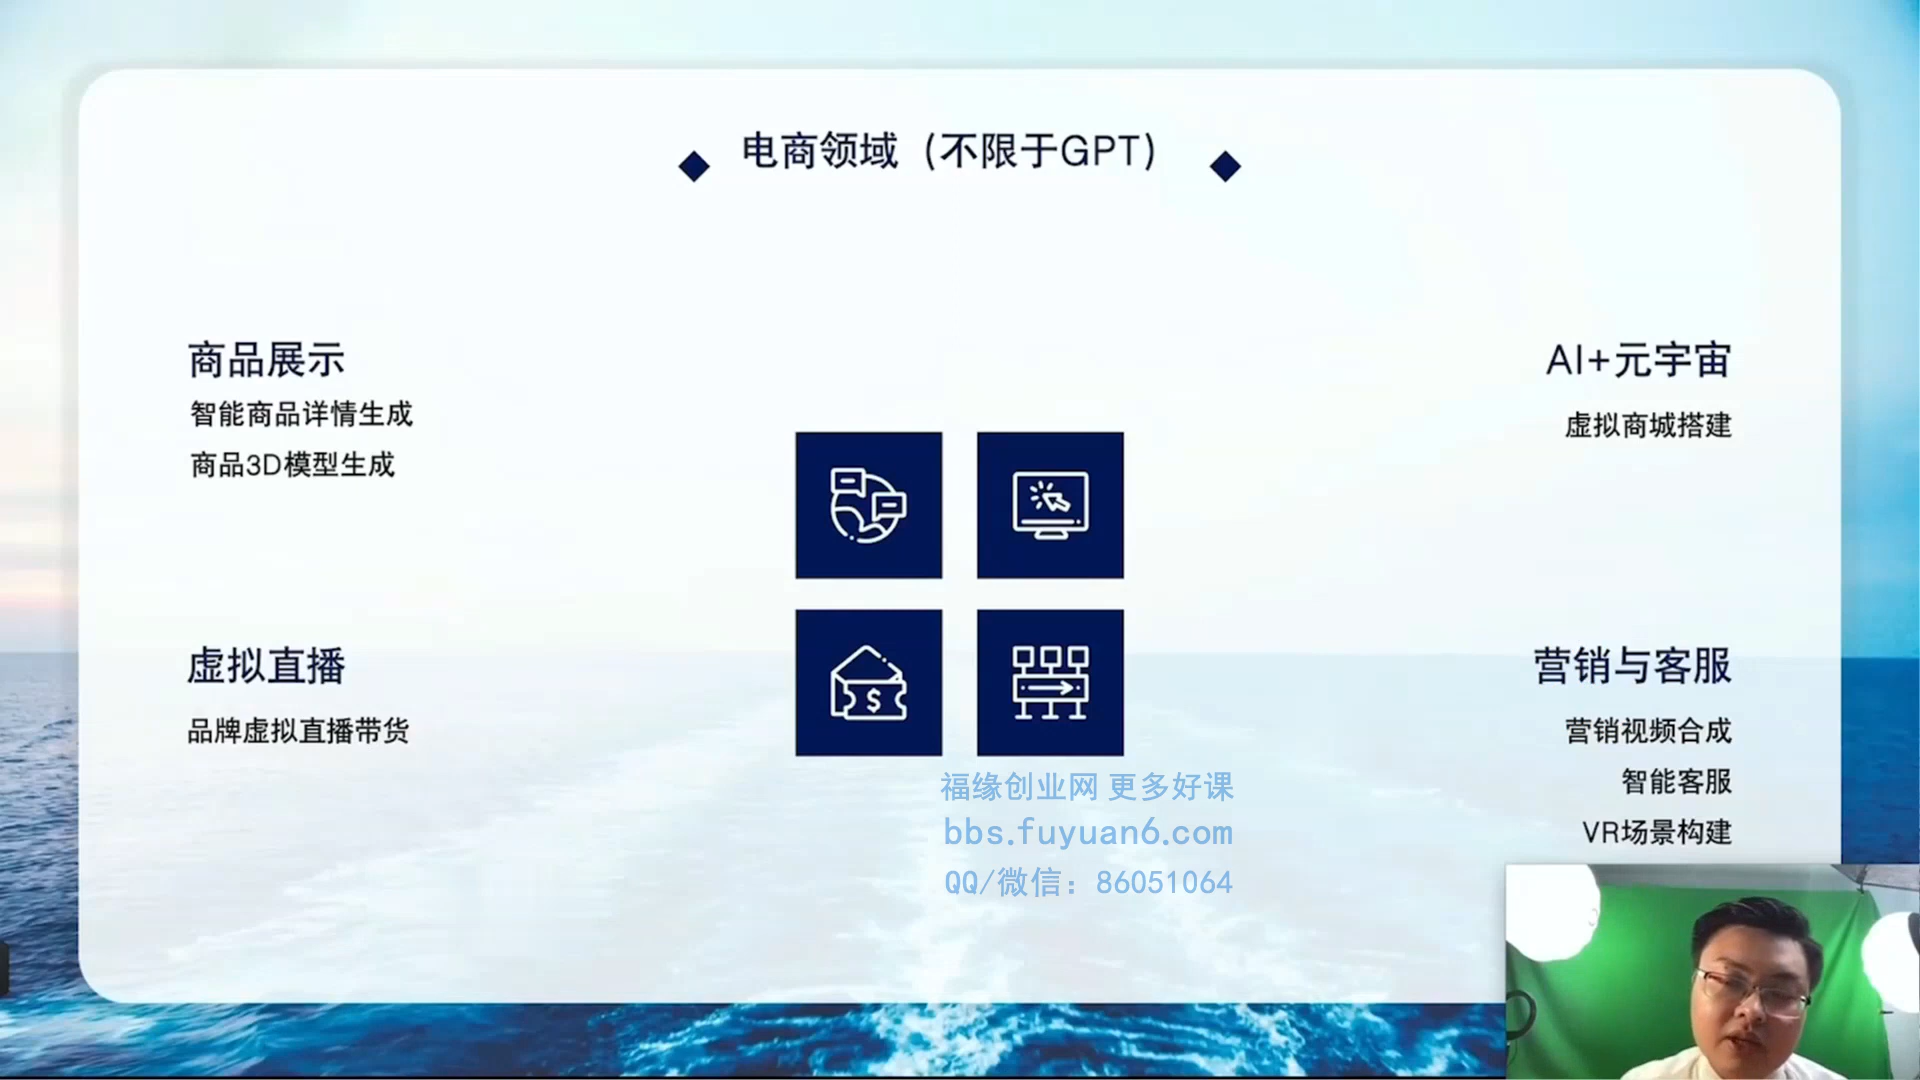 电商领域（不限于GPT）
商品展示
智能商品详情生成
商品3D模型生成
AI+元宇宙
虚拟商城搭建
虚拟直播
品牌虚拟直播带货
营销与客服
营销视频合成
智能客服
VR场景构建
$
福缘创业网 更多好课
bbs.fuyuan6.com
QQ/微信：86051064